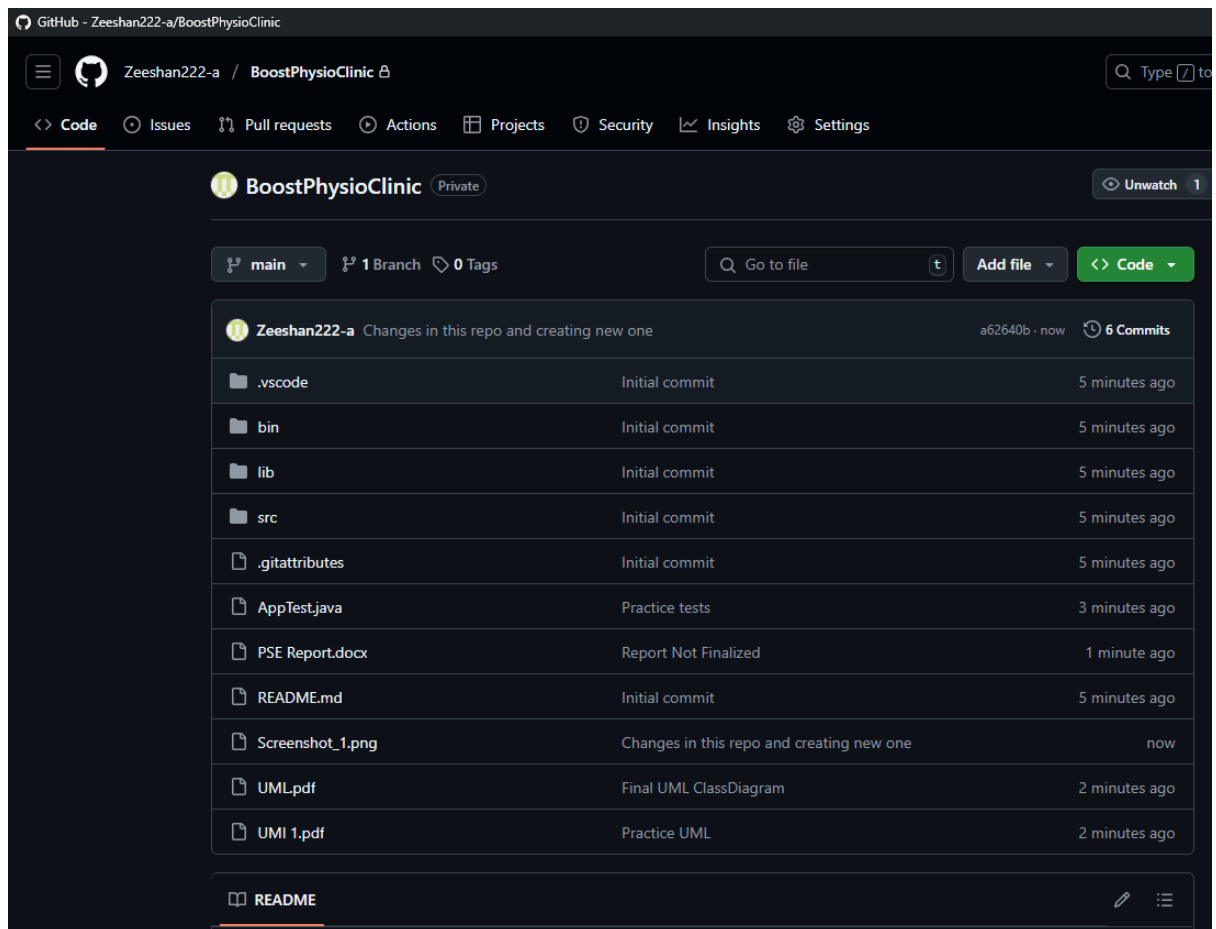 GitHub - Zeeshan222-a/BoostPhysioClinic
Zeeshan222-a / BoostPhysioClinic
Type / to
<> Code Issues Pull requests Actions Projects Security Insights Settings
BoostPhysioClinic Private Unwatch 1
main 1 Branch 0 Tags Go to file t Add file <> Code
Zeeshan222-a Changes in this repo and creating new one a62640b · now 6 Commits
.vscode Initial commit 5 minutes ago
bin Initial commit 5 minutes ago
lib Initial commit 5 minutes ago
src Initial commit 5 minutes ago
.gitattributes Initial commit 5 minutes ago
AppTest.java Practice tests 3 minutes ago
PSE Report.docx Report Not Finalized 1 minute ago
README.md Initial commit 5 minutes ago
Screenshot_1.png Changes in this repo and creating new one now
UML.pdf Final UML ClassDiagram 2 minutes ago
UMl 1.pdf Practice UML 2 minutes ago
README